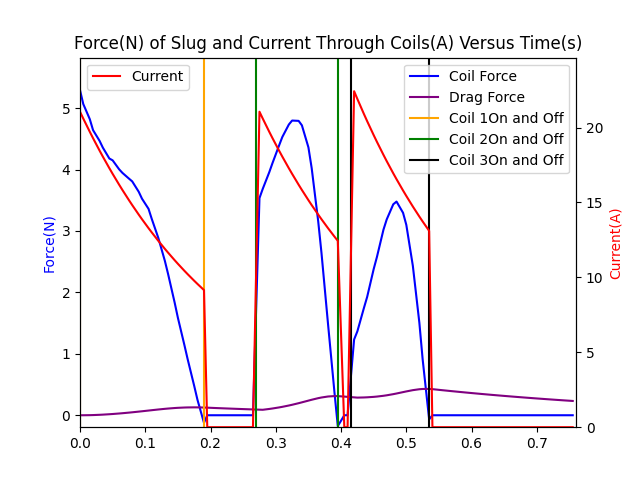 Force(N) of Slug and Current Through Coils(A) Versus Time(s)
Current
Coil Force
Drag Force
Coil 1On and Off
Coil 2On and Off
Coil 3On and Off
Force(N)
5
4
3
2
1
0
Current(A)
20
15
10
5
0
0.0 0.1 0.2 0.3 0.4 0.5 0.6 0.7